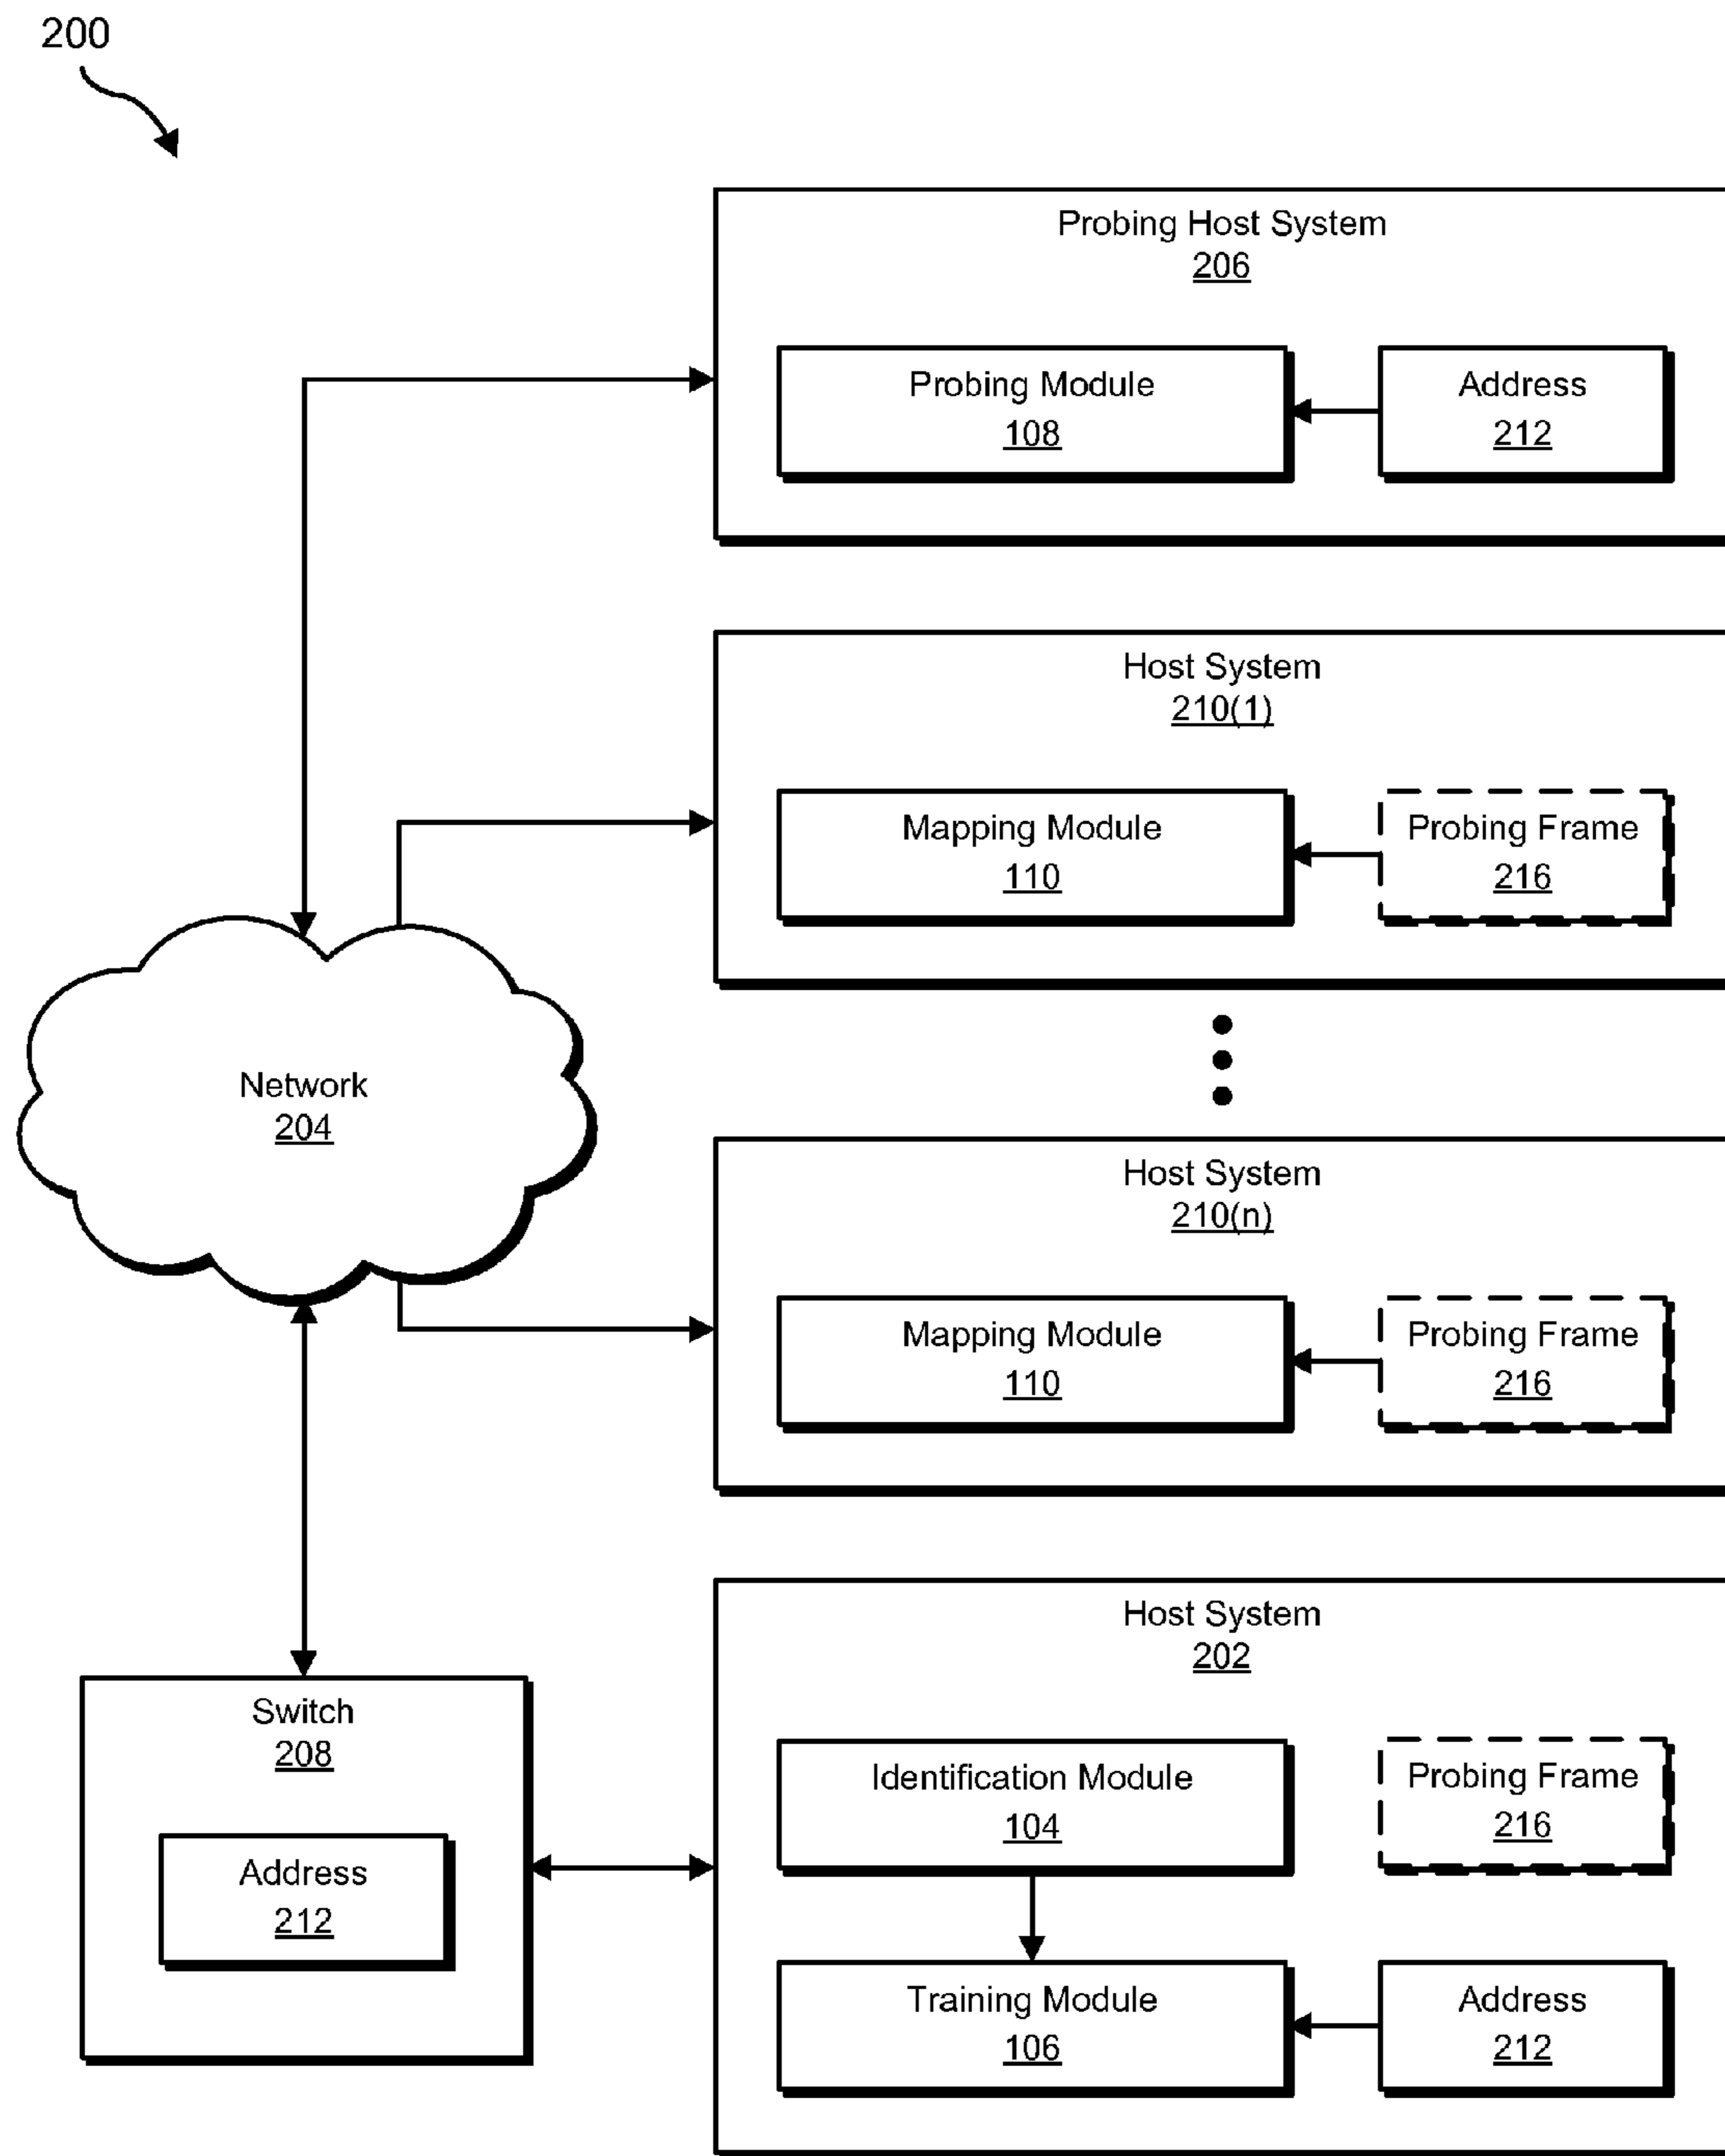 200
Probing Host System
206
Probing Module
108
Address
212
Host System
210(1)
Mapping Module
110
Probing Frame
216
Network
204
Host System
210(n)
Mapping Module
110
Probing Frame
216
Host System
202
Switch
208
Identification Module
104
Probing Frame
216
Address
212
Training Module
106
Address
212